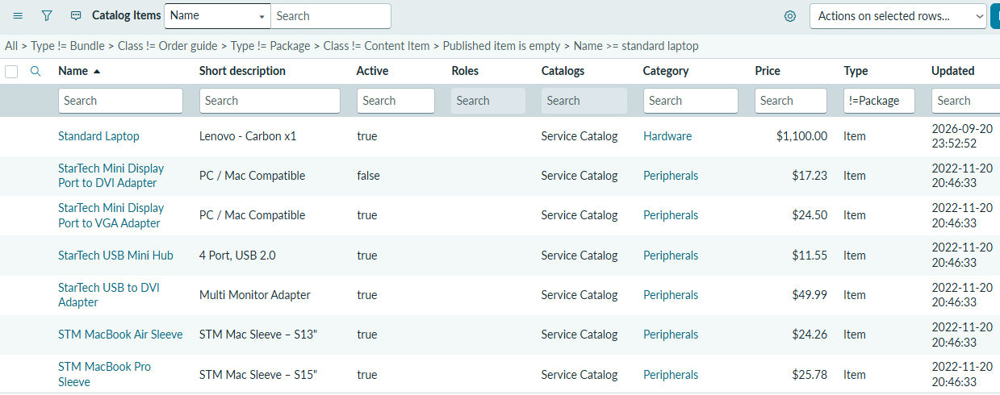 Catalog Items Name Search Actions on selected rows...
All > Type != Bundle > Class != Order guide > Type != Package > Class != Content Item > Published item is empty > Name >= standard laptop
Name Short description Active Roles Catalogs Category Price Type Updated
Search Search Search Search Search Search Search !=Package Search
Standard Laptop Lenovo - Carbon x1 true Service Catalog Hardware $1,100.00 Item 2026-09-20
23:52:52
StarTech Mini Display PC / Mac Compatible false Service Catalog Peripherals $17.23 Item 2022-11-20
Port to DVI Adapter 20:46:33
StarTech Mini Display PC / Mac Compatible true Service Catalog Peripherals $24.50 Item 2022-11-20
Port to VGA Adapter 20:46:33
StarTech USB Mini Hub 4 Port, USB 2.0 true Service Catalog Peripherals $11.55 Item 2022-11-20
20:46:33
StarTech USB to DVI Multi Monitor Adapter true Service Catalog Peripherals $49.99 Item 2022-11-20
Adapter 20:46:33
STM MacBook Air Sleeve STM Mac Sleeve – S13" true Service Catalog Peripherals $24.26 Item 2022-11-20
20:46:33
STM MacBook Pro STM Mac Sleeve – S15" true Service Catalog Peripherals $25.78 Item 2022-11-20
Sleeve 20:46:33